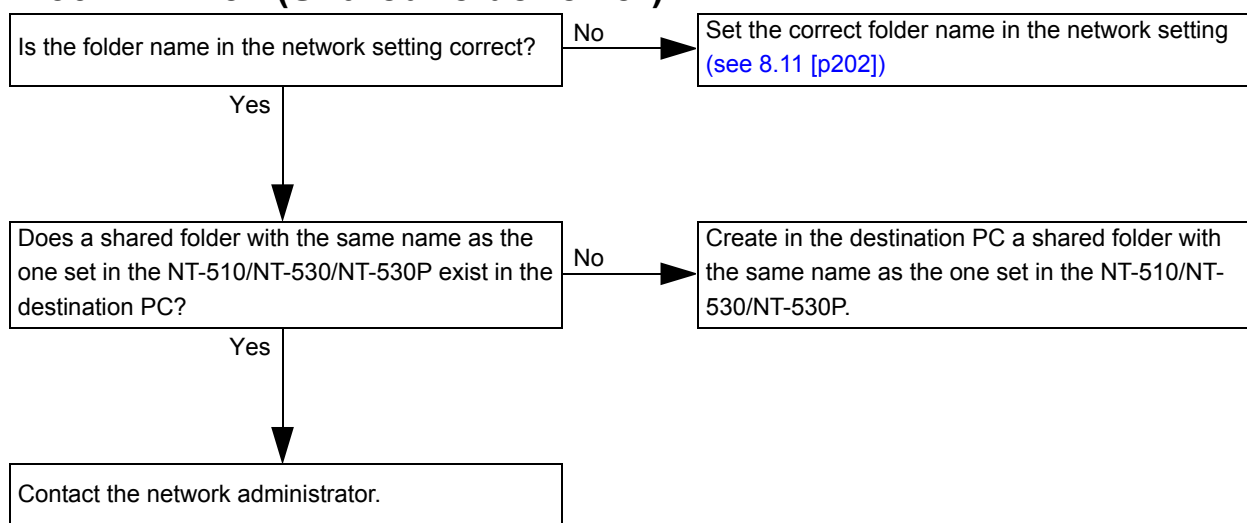 Is the folder name in the network setting correct?
No
Set the correct folder name in the network setting
(see 8.11 [p202])
Yes
Does a shared folder with the same name as the
one set in the NT-510/NT-530/NT-530P exist in the
destination PC?
No
Create in the destination PC a shared folder with
the same name as the one set in the NT-510/NT-
530/NT-530P.
Yes
Contact the network administrator.